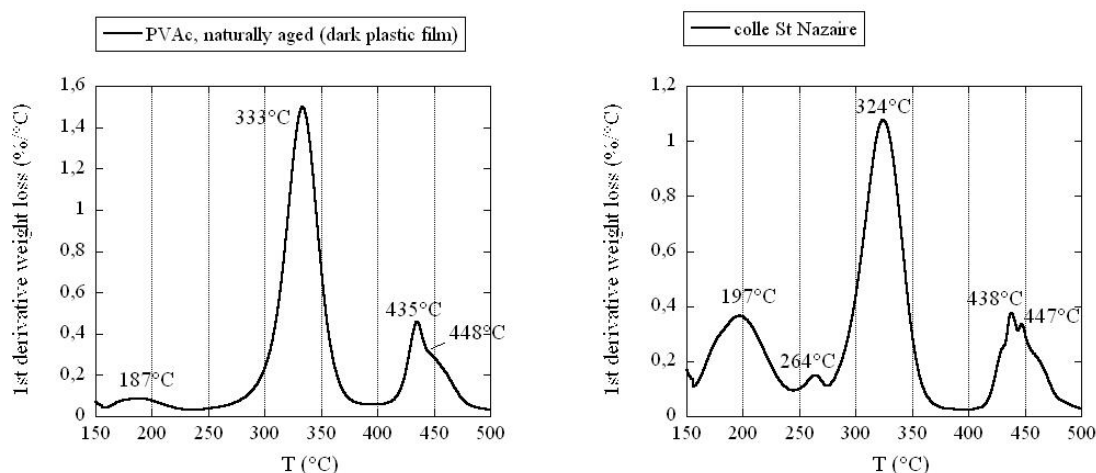 PVAc, naturally aged (dark plastic film)
1st derivative weight loss (%/°C)
1,6
1,4
1,2
1
0,8
0,6
0,4
0,2
0
333°C
435°C
448°C
187°C
150 200 250 300 350 400 450 500
T (°C)
colle St Nazaire
1st derivative weight loss (%/°C)
1,2
1
0,8
0,6
0,4
0,2
0
324°C
197°C
438°C
447°C
264°C
150 200 250 300 350 400 450 500
T (°C)